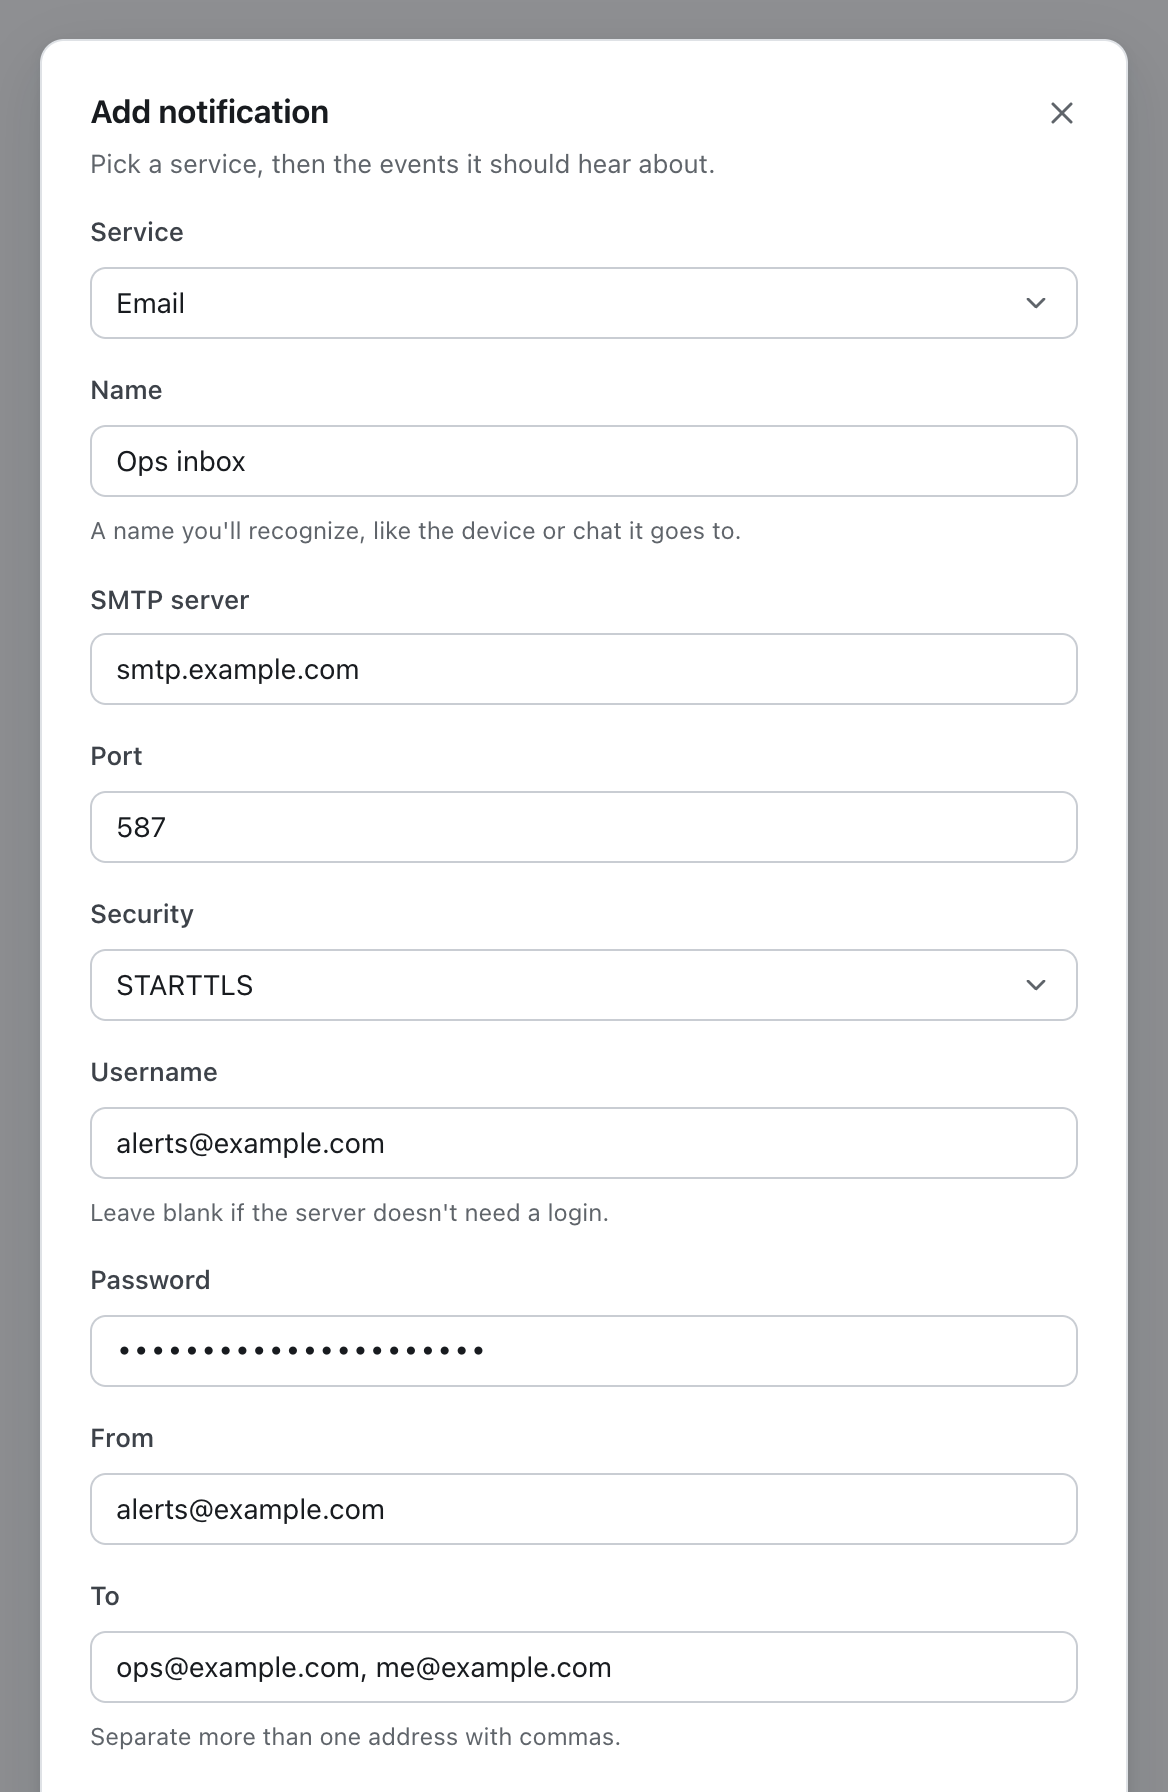 Add notification
Pick a service, then the events it should hear about.
Service
Email
Name
Ops inbox
A name you'll recognize, like the device or chat it goes to.
SMTP server
smtp.example.com
Port
587
Security
STARTTLS
Username
alerts@example.com
Leave blank if the server doesn't need a login.
Password
••••••••••••••••••••••
From
alerts@example.com
To
ops@example.com, me@example.com
Separate more than one address with commas.